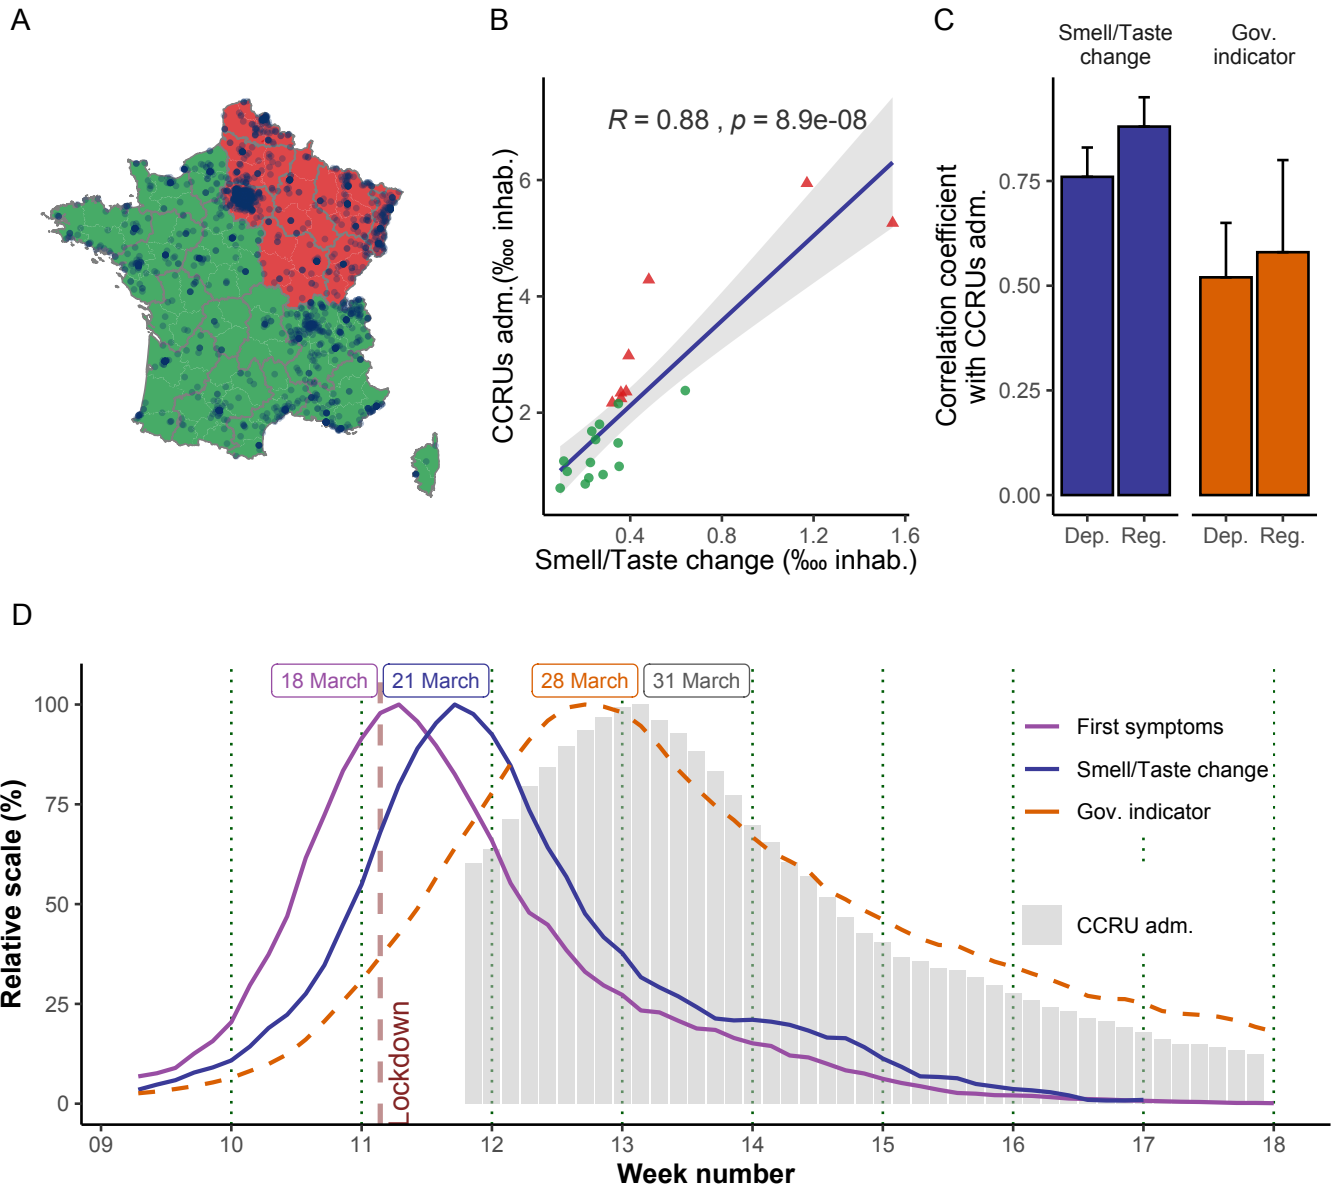 A
B
C
Smell/Taste
change
Gov.
indicator
R = 0.88 , p = 8.9e-08
CCRUs adm.(‱ inhab.)
6
4
2
0.4
0.8
1.2
1.6
Smell/Taste change (‱ inhab.)
Correlation coefficient
with CCRUs adm.
0.75
0.50
0.25
0.00
Dep.
Reg.
Dep.
Reg.
D
18 March
21 March
28 March
31 March
Relative scale (%)
100
75
50
25
0
Lockdown
First symptoms
Smell/Taste change
Gov. indicator
CCRU adm.
09
10
11
12
13
14
15
16
17
18
Week number